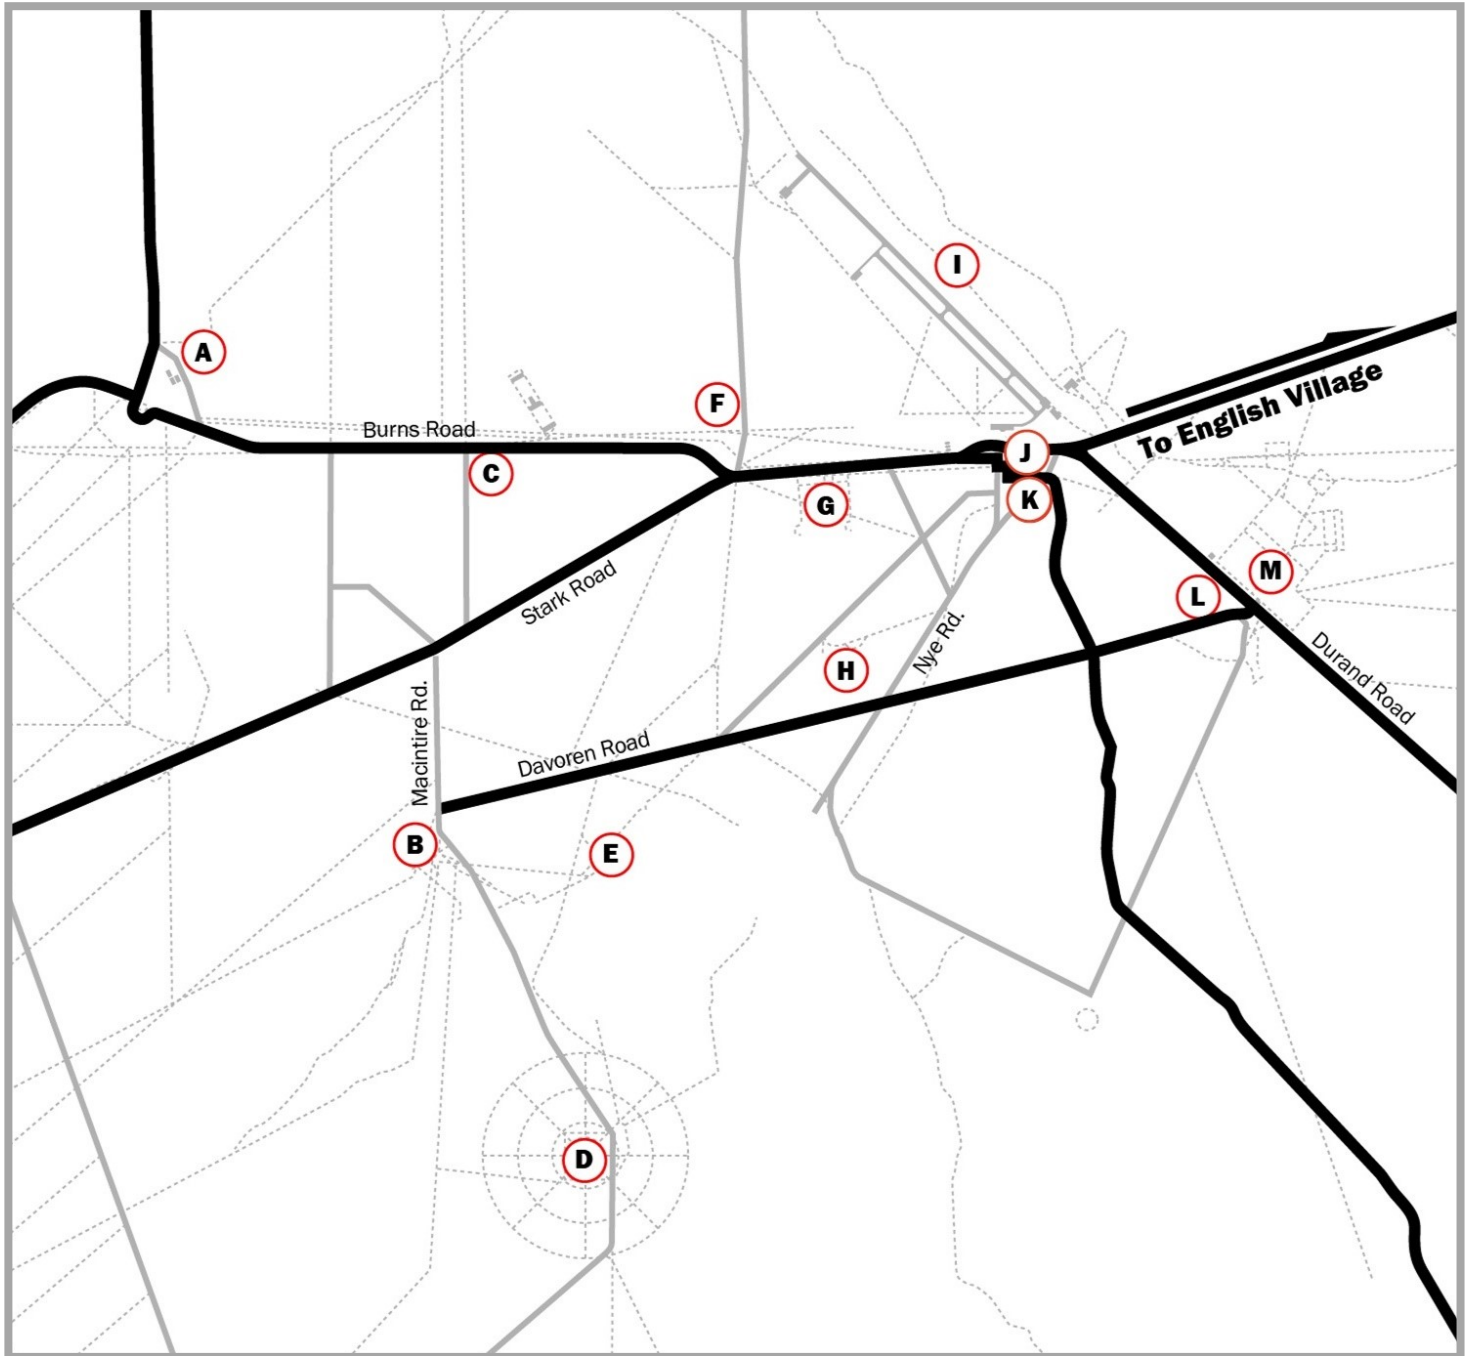 I
A
To English Village
F
Burns Road
J
C
K
G
M
L
Stark Road
Nye Rd.
H
Durand Road
Macintire Rd.
Davoren Road
B
E
D